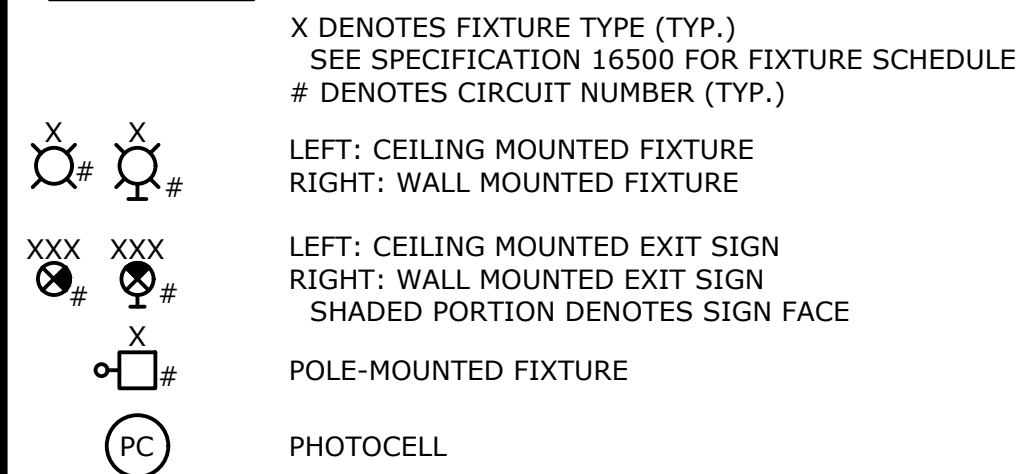 X DENOTES FIXTURE TYPE (TYP.)
SEE SPECIFICATION 16500 FOR FIXTURE SCHEDULE
# DENOTES CIRCUIT NUMBER (TYP.)
X X
# #
LEFT: CEILING MOUNTED FIXTURE
RIGHT: WALL MOUNTED FIXTURE
XXX XXX
# #
LEFT: CEILING MOUNTED EXIT SIGN
RIGHT: WALL MOUNTED EXIT SIGN
SHADED PORTION DENOTES SIGN FACE
X
# POLE-MOUNTED FIXTURE
PC PHOTOCELL